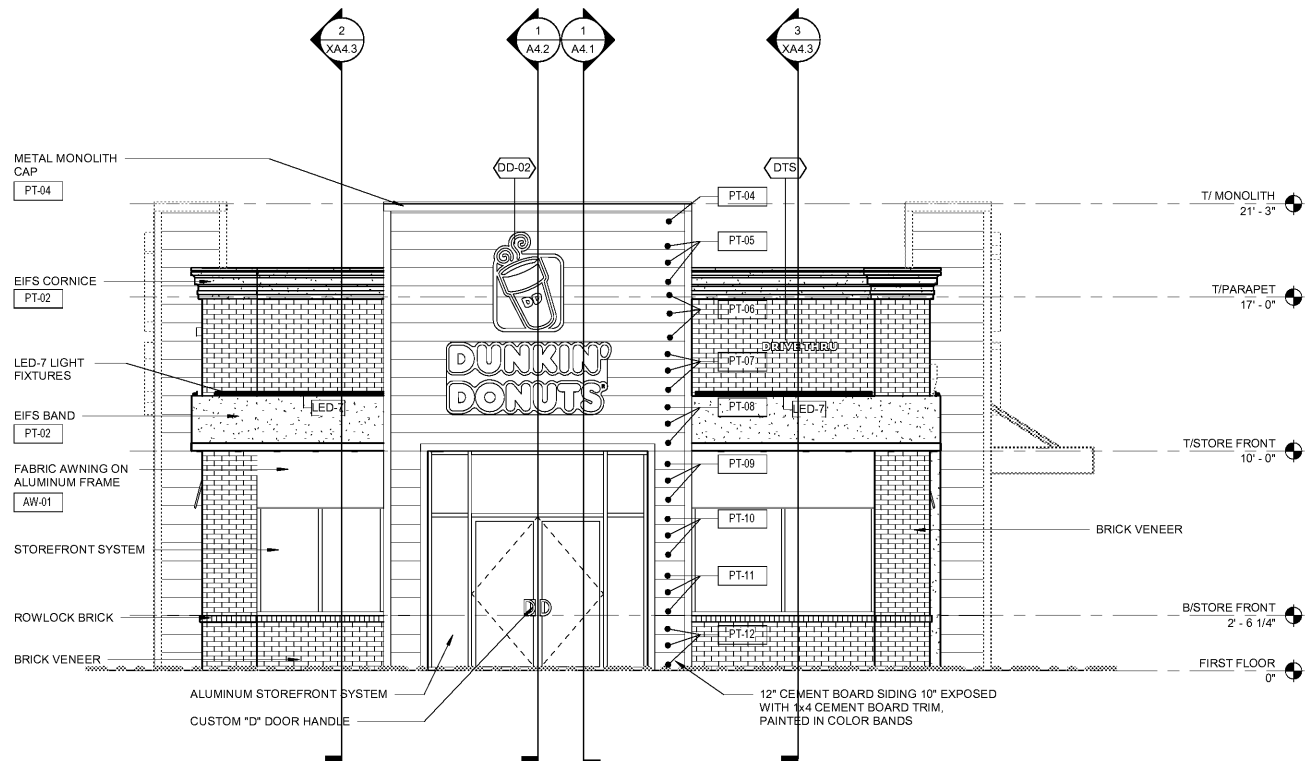 2
XA4.3
1
A4.2
1
A4.1
3
XA4.3
METAL MONOLITH
CAP
PT-04
DD-02
DTS
PT-04
T/ MONOLITH
21' - 3"
PT-05
EIFS CORNICE
PT-02
DD
T/PARAPET
17' - 0"
PT-06
DRIVE THRU
DUNKIN'
DONUTS®
PT-07
LED-7 LIGHT
FIXTURES
LED-7
PT-08
LED-7
EIFS BAND
PT-02
T/STORE FRONT
10' - 0"
FABRIC AWNING ON
ALUMINUM FRAME
AW-01
PT-09
PT-10
BRICK VENEER
STOREFRONT SYSTEM
PT-11
DD
ROWLOCK BRICK
B/STORE FRONT
2' - 6 1/4"
PT-12
BRICK VENEER
FIRST FLOOR
0"
ALUMINUM STOREFRONT SYSTEM
CUSTOM "D" DOOR HANDLE
12" CEMENT BOARD SIDING 10" EXPOSED
WITH 1x4 CEMENT BOARD TRIM,
PAINTED IN COLOR BANDS